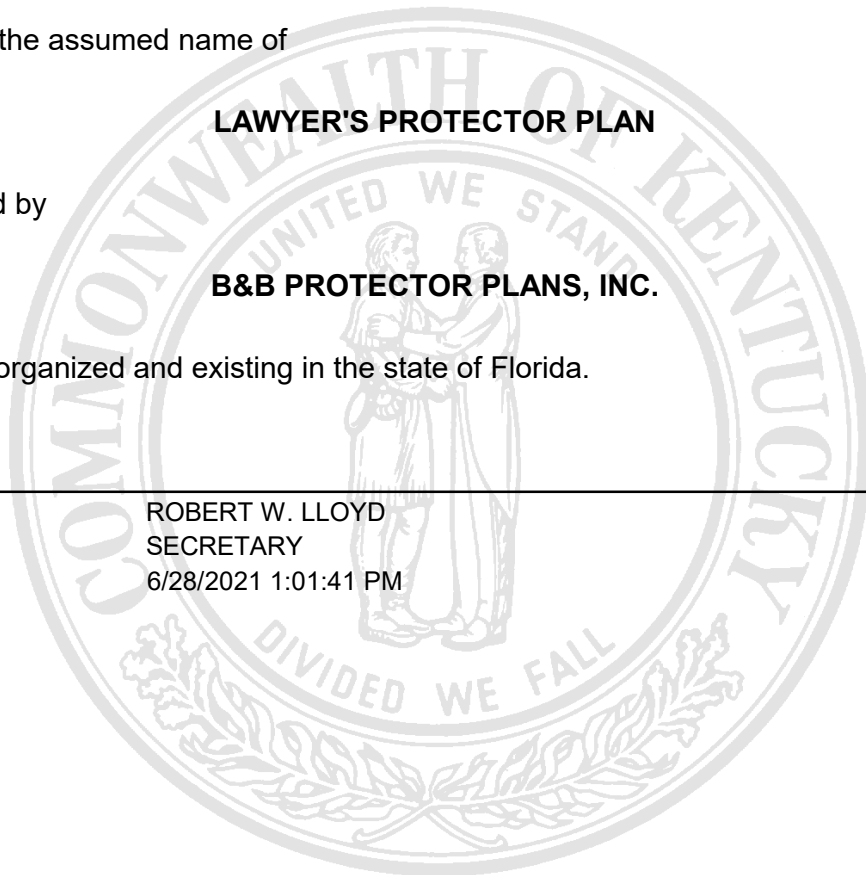 the assumed name of
LAWYER'S PROTECTOR PLAN
d by
B&B PROTECTOR PLANS, INC.
organized and existing in the state of Florida.
ROBERT W. LLOYD
SECRETARY
6/28/2021 1:01:41 PM
COMMONWEALTH OF KENTUCKY
UNITED WE STAND
DIVIDED WE FALL